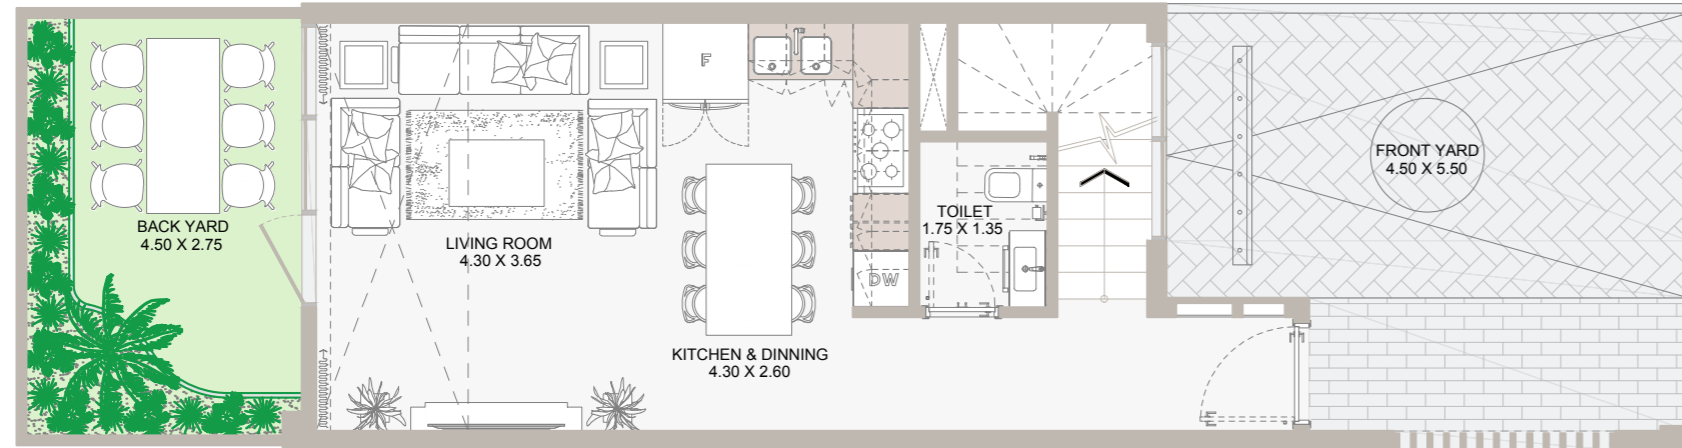 F
FRONT YARD
4.50 X 5.50
TOILET
1.75 X 1.35
BACK YARD
4.50 X 2.75
LIVING ROOM
4.30 X 3.65
DW
KITCHEN & DINNING
4.30 X 2.60